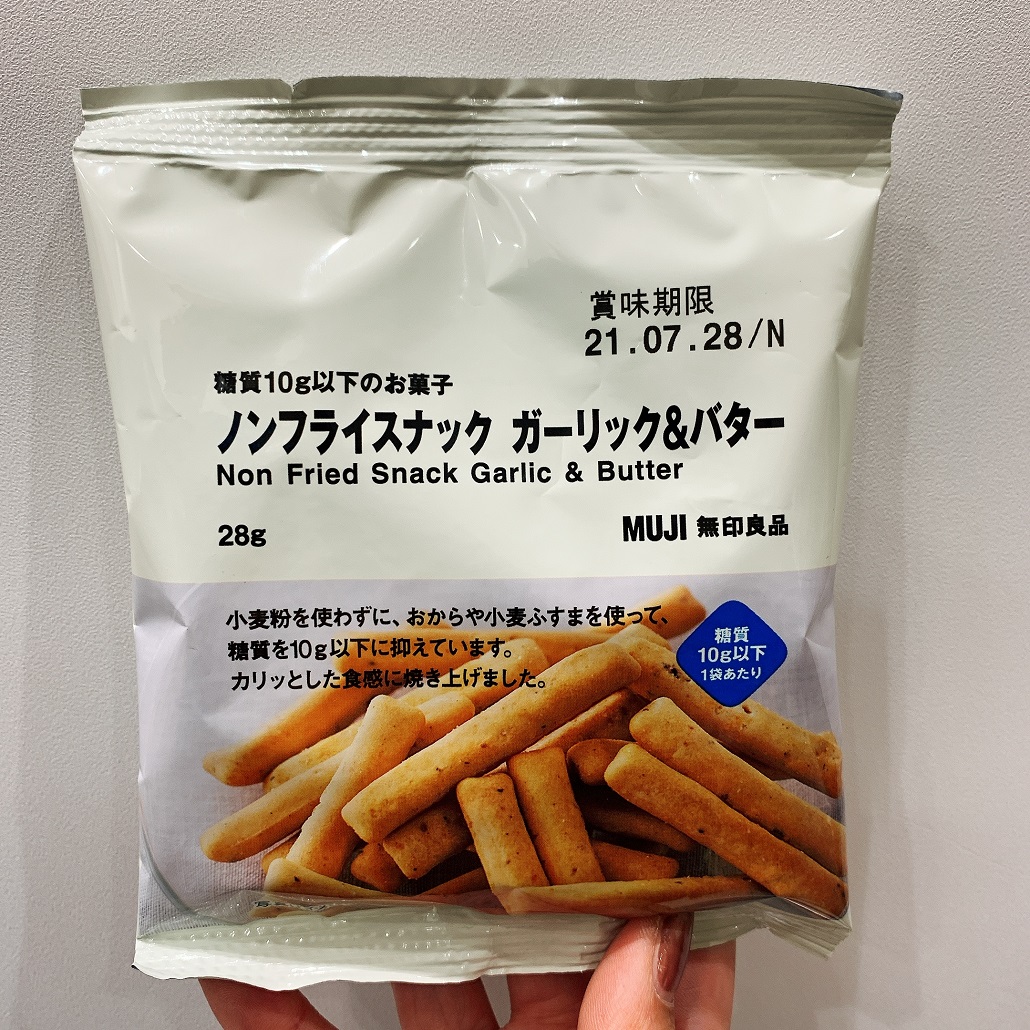 賞味期限
21.07.28/N
糖質10g以下のお菓子
ノンフライスナック ガーリック&バター
Non Fried Snack Garlic & Butter
28g
MUJI 無印良品
小麦粉を使わずに、おからや小麦ふすまを使って、
糖質を10g以下に抑えています。
カリッとした食感に焼き上げました。
糖質
10g以下
1袋あたり